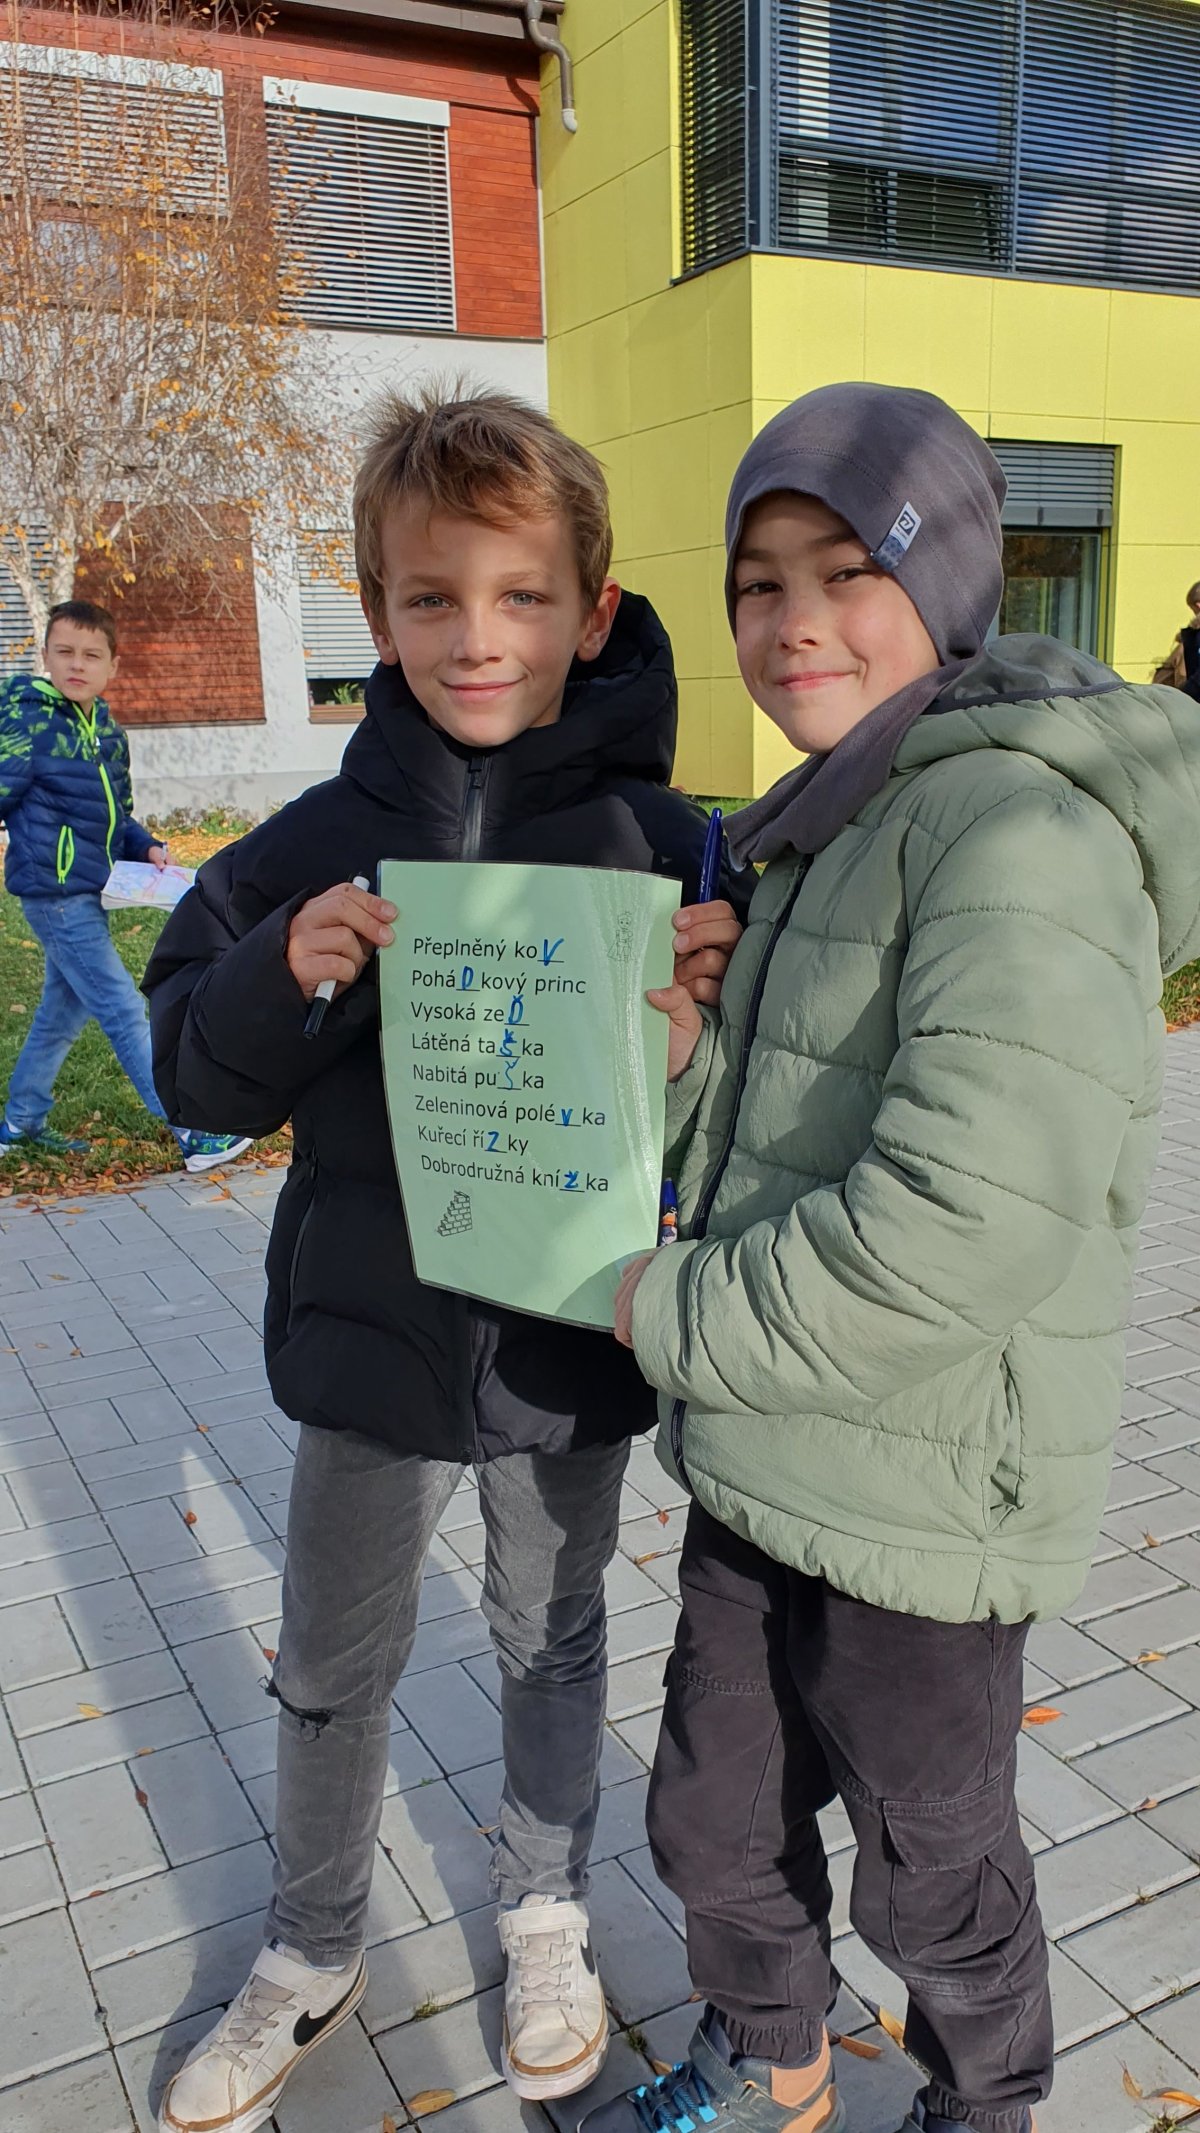 Přeplněný koV
PoháDkový princ
Vysoká zeĎ
Látěná taŠka
Nabitá puŠka
Zeleninová polévka
Kuřecí řízky
Dobrodružná knížka